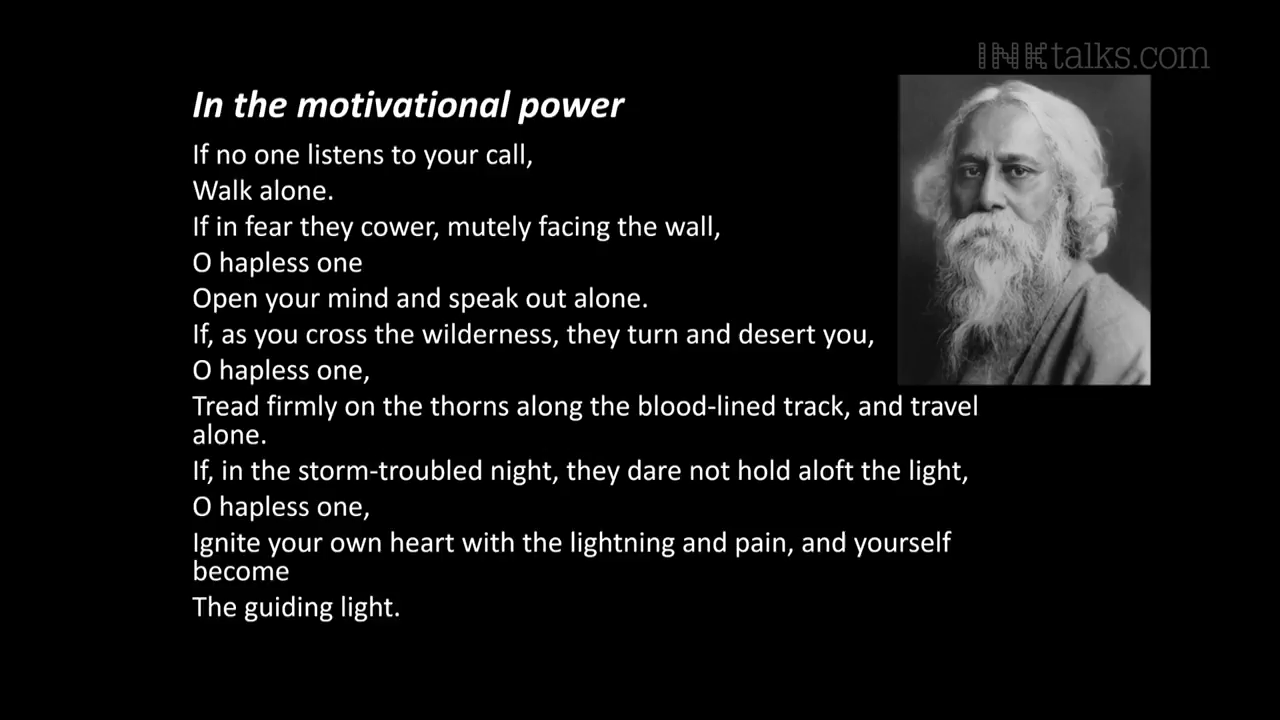 INKtalks.com
In the motivational power
If no one listens to your call,
Walk alone.
If in fear they cower, mutely facing the wall,
O hapless one
Open your mind and speak out alone.
If, as you cross the wilderness, they turn and desert you,
O hapless one,
Tread firmly on the thorns along the blood-lined track, and travel
alone.
If, in the storm-troubled night, they dare not hold aloft the light,
O hapless one,
Ignite your own heart with the lightning and pain, and yourself
become
The guiding light.